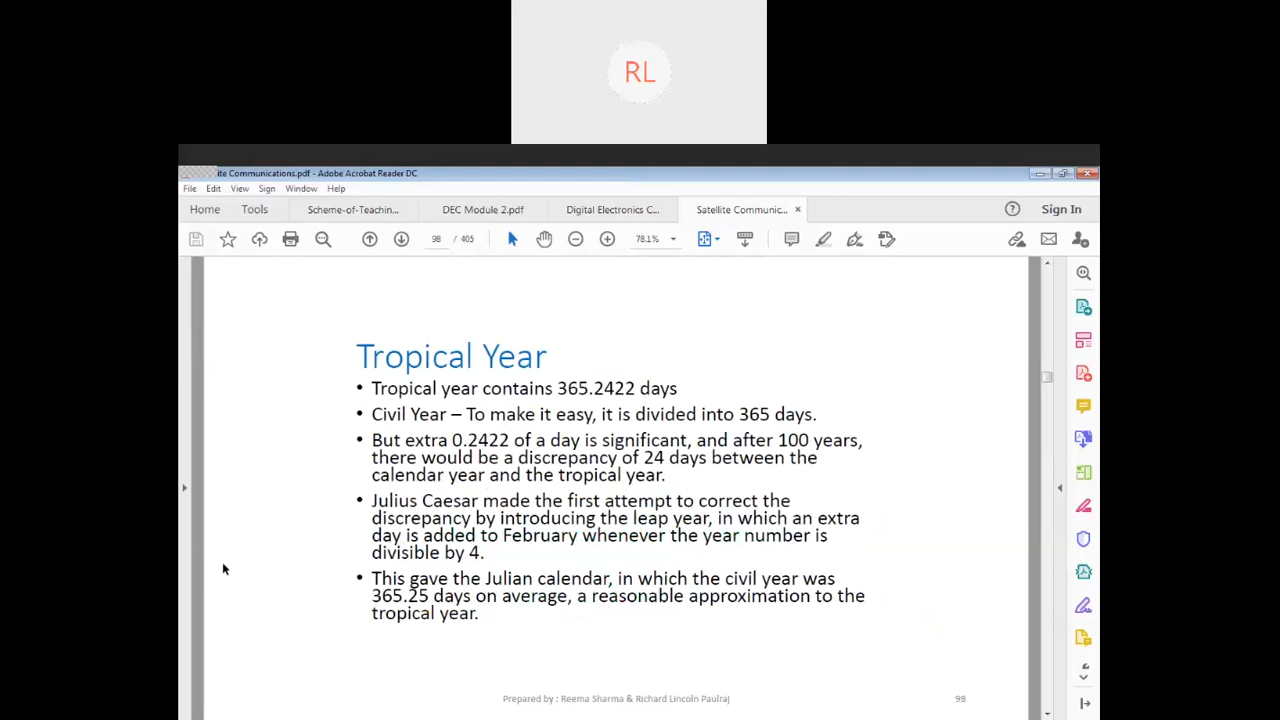 RL
ite Communications.pdf - Adobe Acrobat Reader DC
File Edit View Sign Window Help
Home Tools Scheme-of-Teachin... DEC Module 2.pdf Digital Electronics C... Satellite Communic... × Sign In
98 / 405 78.1%
Tropical Year
• Tropical year contains 365.2422 days
• Civil Year – To make it easy, it is divided into 365 days.
• But extra 0.2422 of a day is significant, and after 100 years,
there would be a discrepancy of 24 days between the
calendar year and the tropical year.
• Julius Caesar made the first attempt to correct the
discrepancy by introducing the leap year, in which an extra
day is added to February whenever the year number is
divisible by 4.
• This gave the Julian calendar, in which the civil year was
365.25 days on average, a reasonable approximation to the
tropical year.
Prepared by : Reema Sharma & Richard Lincoln Paulraj 98